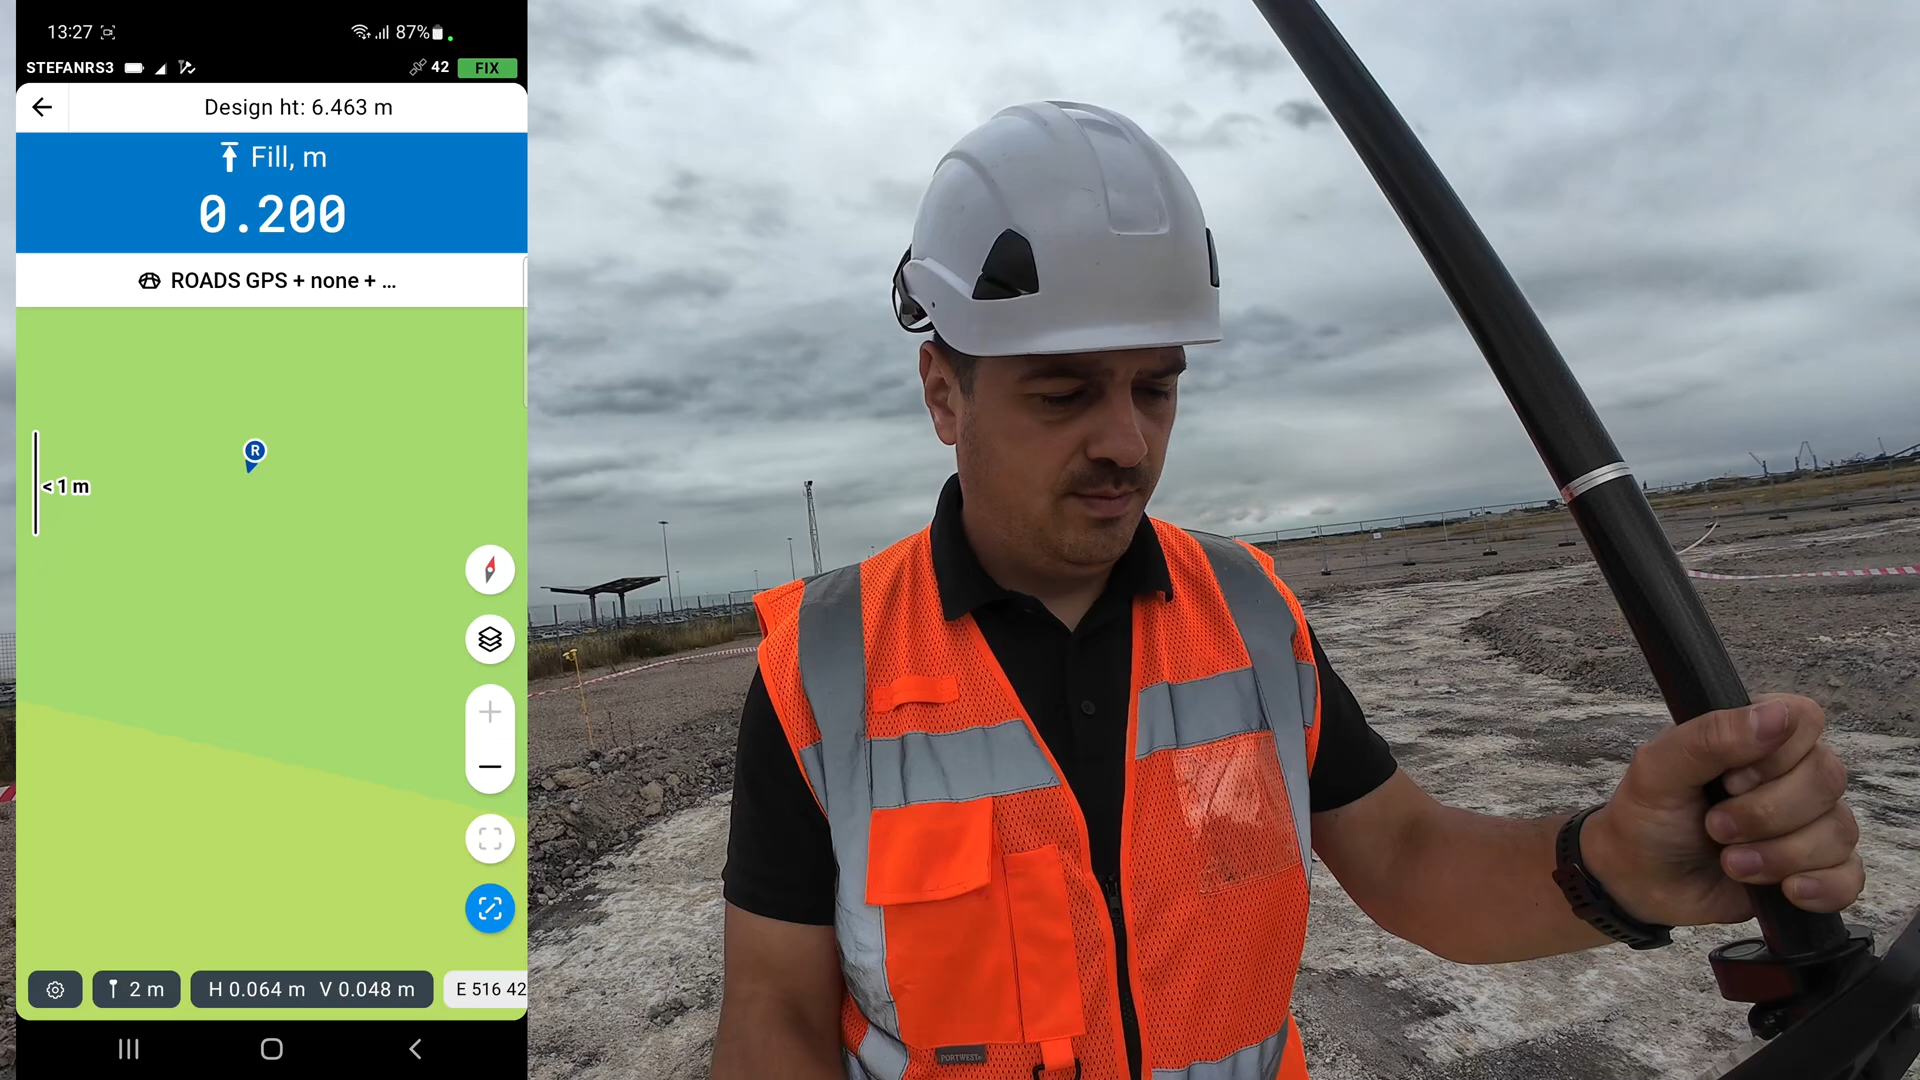 13:27 87%
STEFANRS3 42 FIX
Design ht: 6.463 m
Fill, m
0.200
ROADS GPS + none + ...
R
< 1 m
2 m H 0.064 m V 0.048 m E 516 42
PORTWEST